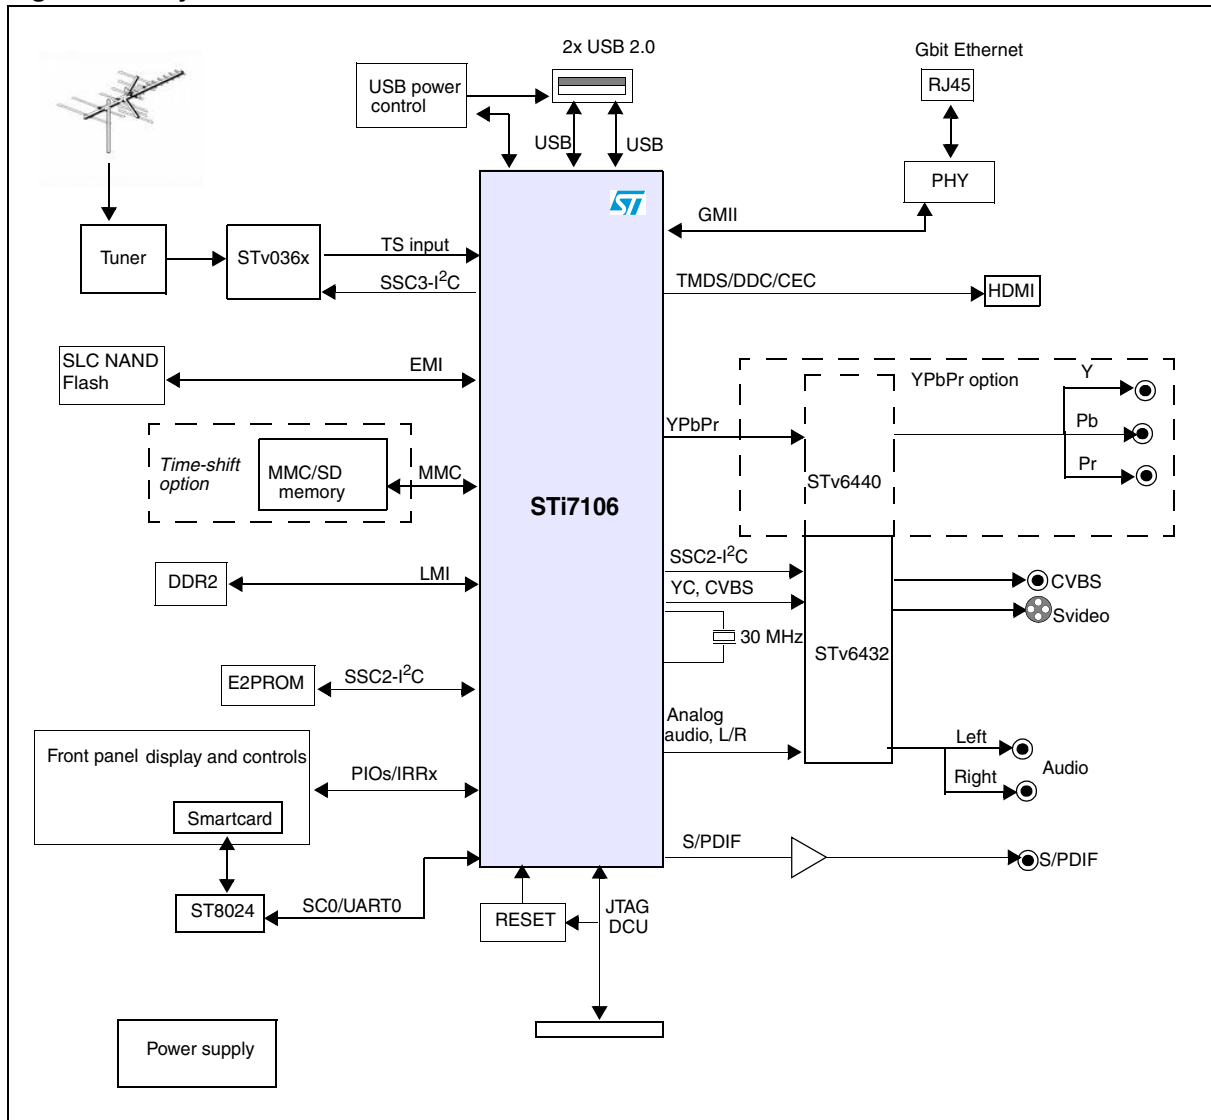 2x USB 2.0
Gbit Ethernet
USB power
control
RJ45
USB
USB
PHY
ST
GMII
Tuner
STv036x
TS input
SSC3-I²C
TMDS/DDC/CEC
HDMI
SLC NAND
Flash
EMI
YPbPr option
Y
YPbPr
Pb
Pr
Time-shift
option
MMC/SD
memory
MMC
STv6440
STi7106
DDR2
LMI
SSC2-I²C
YC, CVBS
CVBS
Svideo
30 MHz
STv6432
E2PROM
SSC2-I²C
Analog
audio, L/R
Left
Right
Audio
Front panel display and controls
PIOs/IRRx
Smartcard
S/PDIF
S/PDIF
ST8024
SC0/UART0
RESET
JTAG
DCU
Power supply